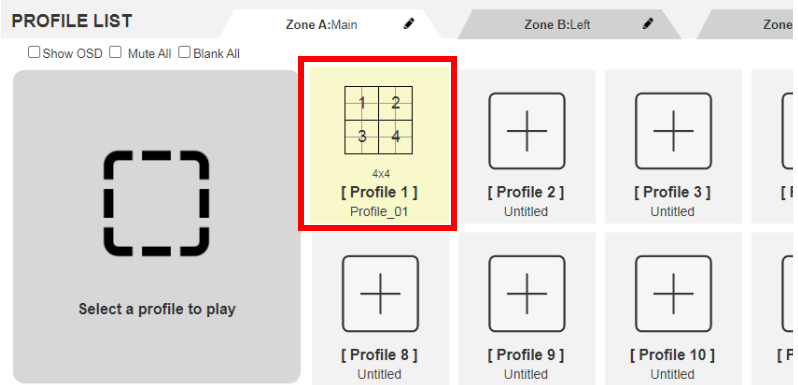 PROFILE LIST
Zone A:Main
Zone B:Left
Zone
Show OSD Mute All Blank All
1 2
3 4
4x4
[ Profile 1 ]
Profile_01
[ Profile 2 ]
Untitled
[ Profile 3 ]
Untitled
Select a profile to play
[ Profile 8 ]
Untitled
[ Profile 9 ]
Untitled
[ Profile 10 ]
Untitled